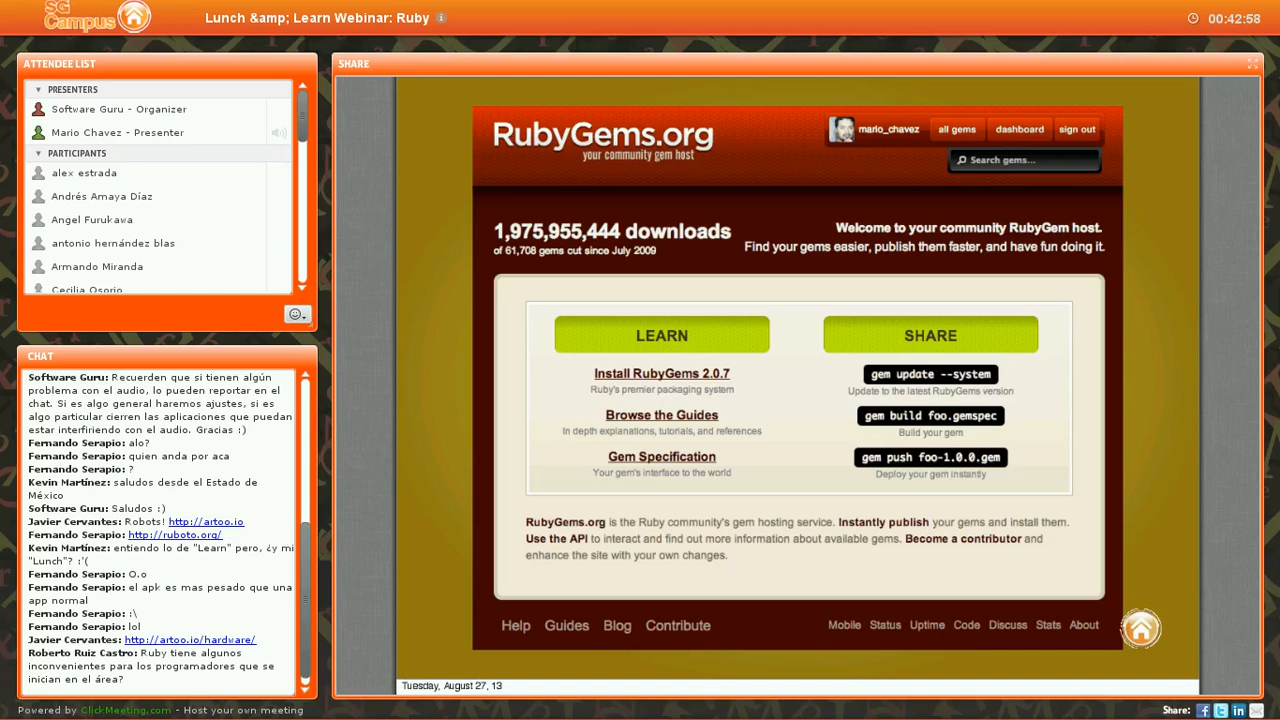 SG
Campus
Lunch &amp; Learn Webinar: Ruby
00:42:58
ATTENDEE LIST
PRESENTERS
Software Guru - Organizer
Mario Chavez - Presenter
PARTICIPANTS
alex estrada
Andrés Amaya Díaz
Angel Furukawa
antonio hernández blas
Armando Miranda
Cecilia Osorio
CHAT
Software Guru: Recuerden que si tienen algún
problema con el audio, lo pueden reportar en el
chat. Si es algo general haremos ajustes, si es
algo particular cierren las aplicaciones que puedan
estar interfiriendo con el audio. Gracias :)
Fernando Serapio: alo?
Fernando Serapio: quien anda por aca
Fernando Serapio: ?
Kevin Martínez: saludos desde el Estado de
México
Software Guru: Saludos :)
Javier Cervantes: Robots! http://artoo.io
Fernando Serapio: http://ruboto.org/
Kevin Martínez: entiendo lo de "Learn" pero, ¿y mi
"Lunch"? :'(
Fernando Serapio: O.o
Fernando Serapio: el apk es mas pesado que una
app normal
Fernando Serapio: :\
Fernando Serapio: lol
Javier Cervantes: http://artoo.io/hardware/
Roberto Ruiz Castro: Ruby tiene algunos
inconvenientes para los programadores que se
inician en el área?
SHARE
RubyGems.org
your community gem host
mario_chavez
all gems
dashboard
sign out
Search gems...
1,975,955,444 downloads
of 61,708 gems cut since July 2009
Welcome to your community RubyGem host.
Find your gems easier, publish them faster, and have fun doing it.
LEARN
Install RubyGems 2.0.7
Ruby's premier packaging system
Browse the Guides
In depth explanations, tutorials, and references
Gem Specification
Your gem's interface to the world
SHARE
gem update --system
Update to the latest RubyGems version
gem build foo.gemspec
Build your gem
gem push foo-1.0.0.gem
Deploy your gem instantly
RubyGems.org is the Ruby community's gem hosting service. Instantly publish your gems and install them.
Use the API to interact and find out more information about available gems. Become a contributor and
enhance the site with your own changes.
Help Guides Blog Contribute
Mobile Status Uptime Code Discuss Stats About
Tuesday, August 27, 13
Powered by ClickMeeting.com - Host your own meeting
Share: